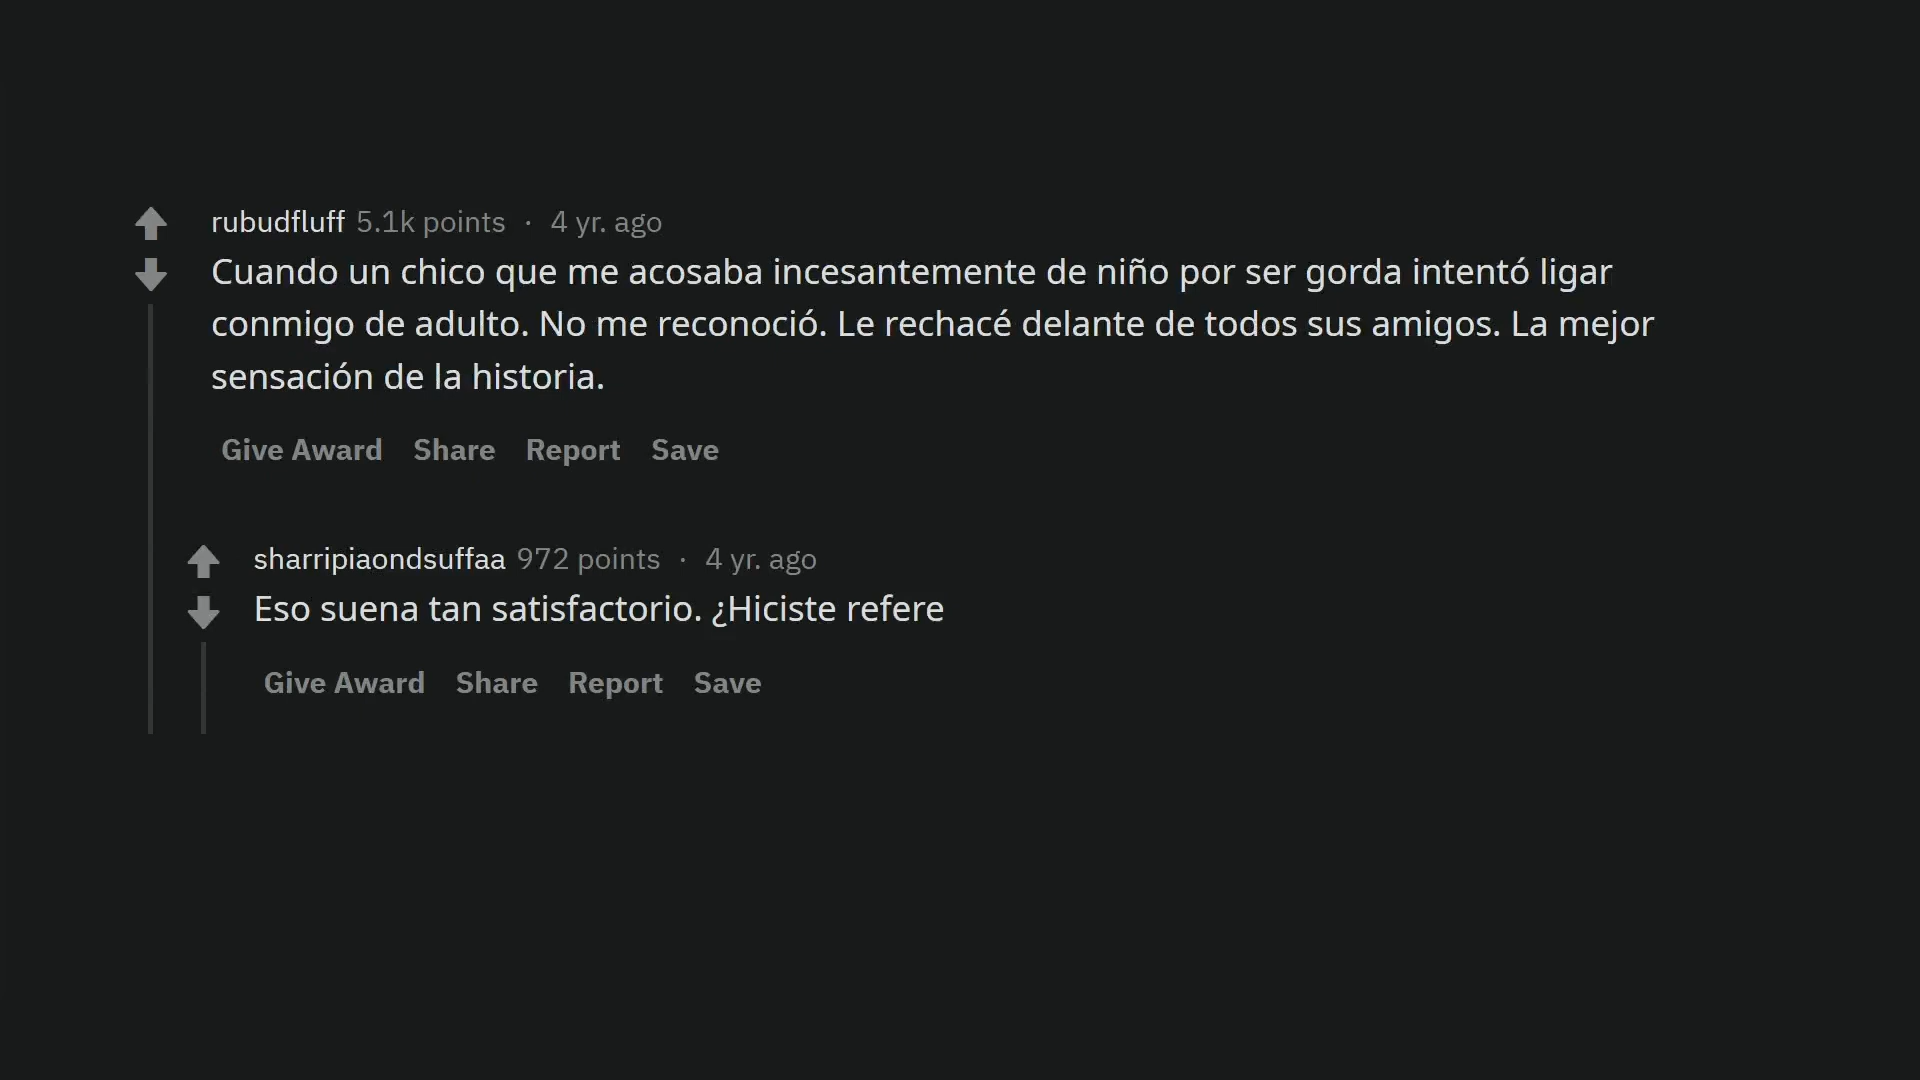 rubudfluff 5.1k points · 4 yr. ago
Cuando un chico que me acosaba incesantemente de niño por ser gorda intentó ligar
conmigo de adulto. No me reconoció. Le rechacé delante de todos sus amigos. La mejor
sensación de la historia.
Give Award Share Report Save
sharripiaondsuffaa 972 points · 4 yr. ago
Eso suena tan satisfactorio. ¿Hiciste refere
Give Award Share Report Save